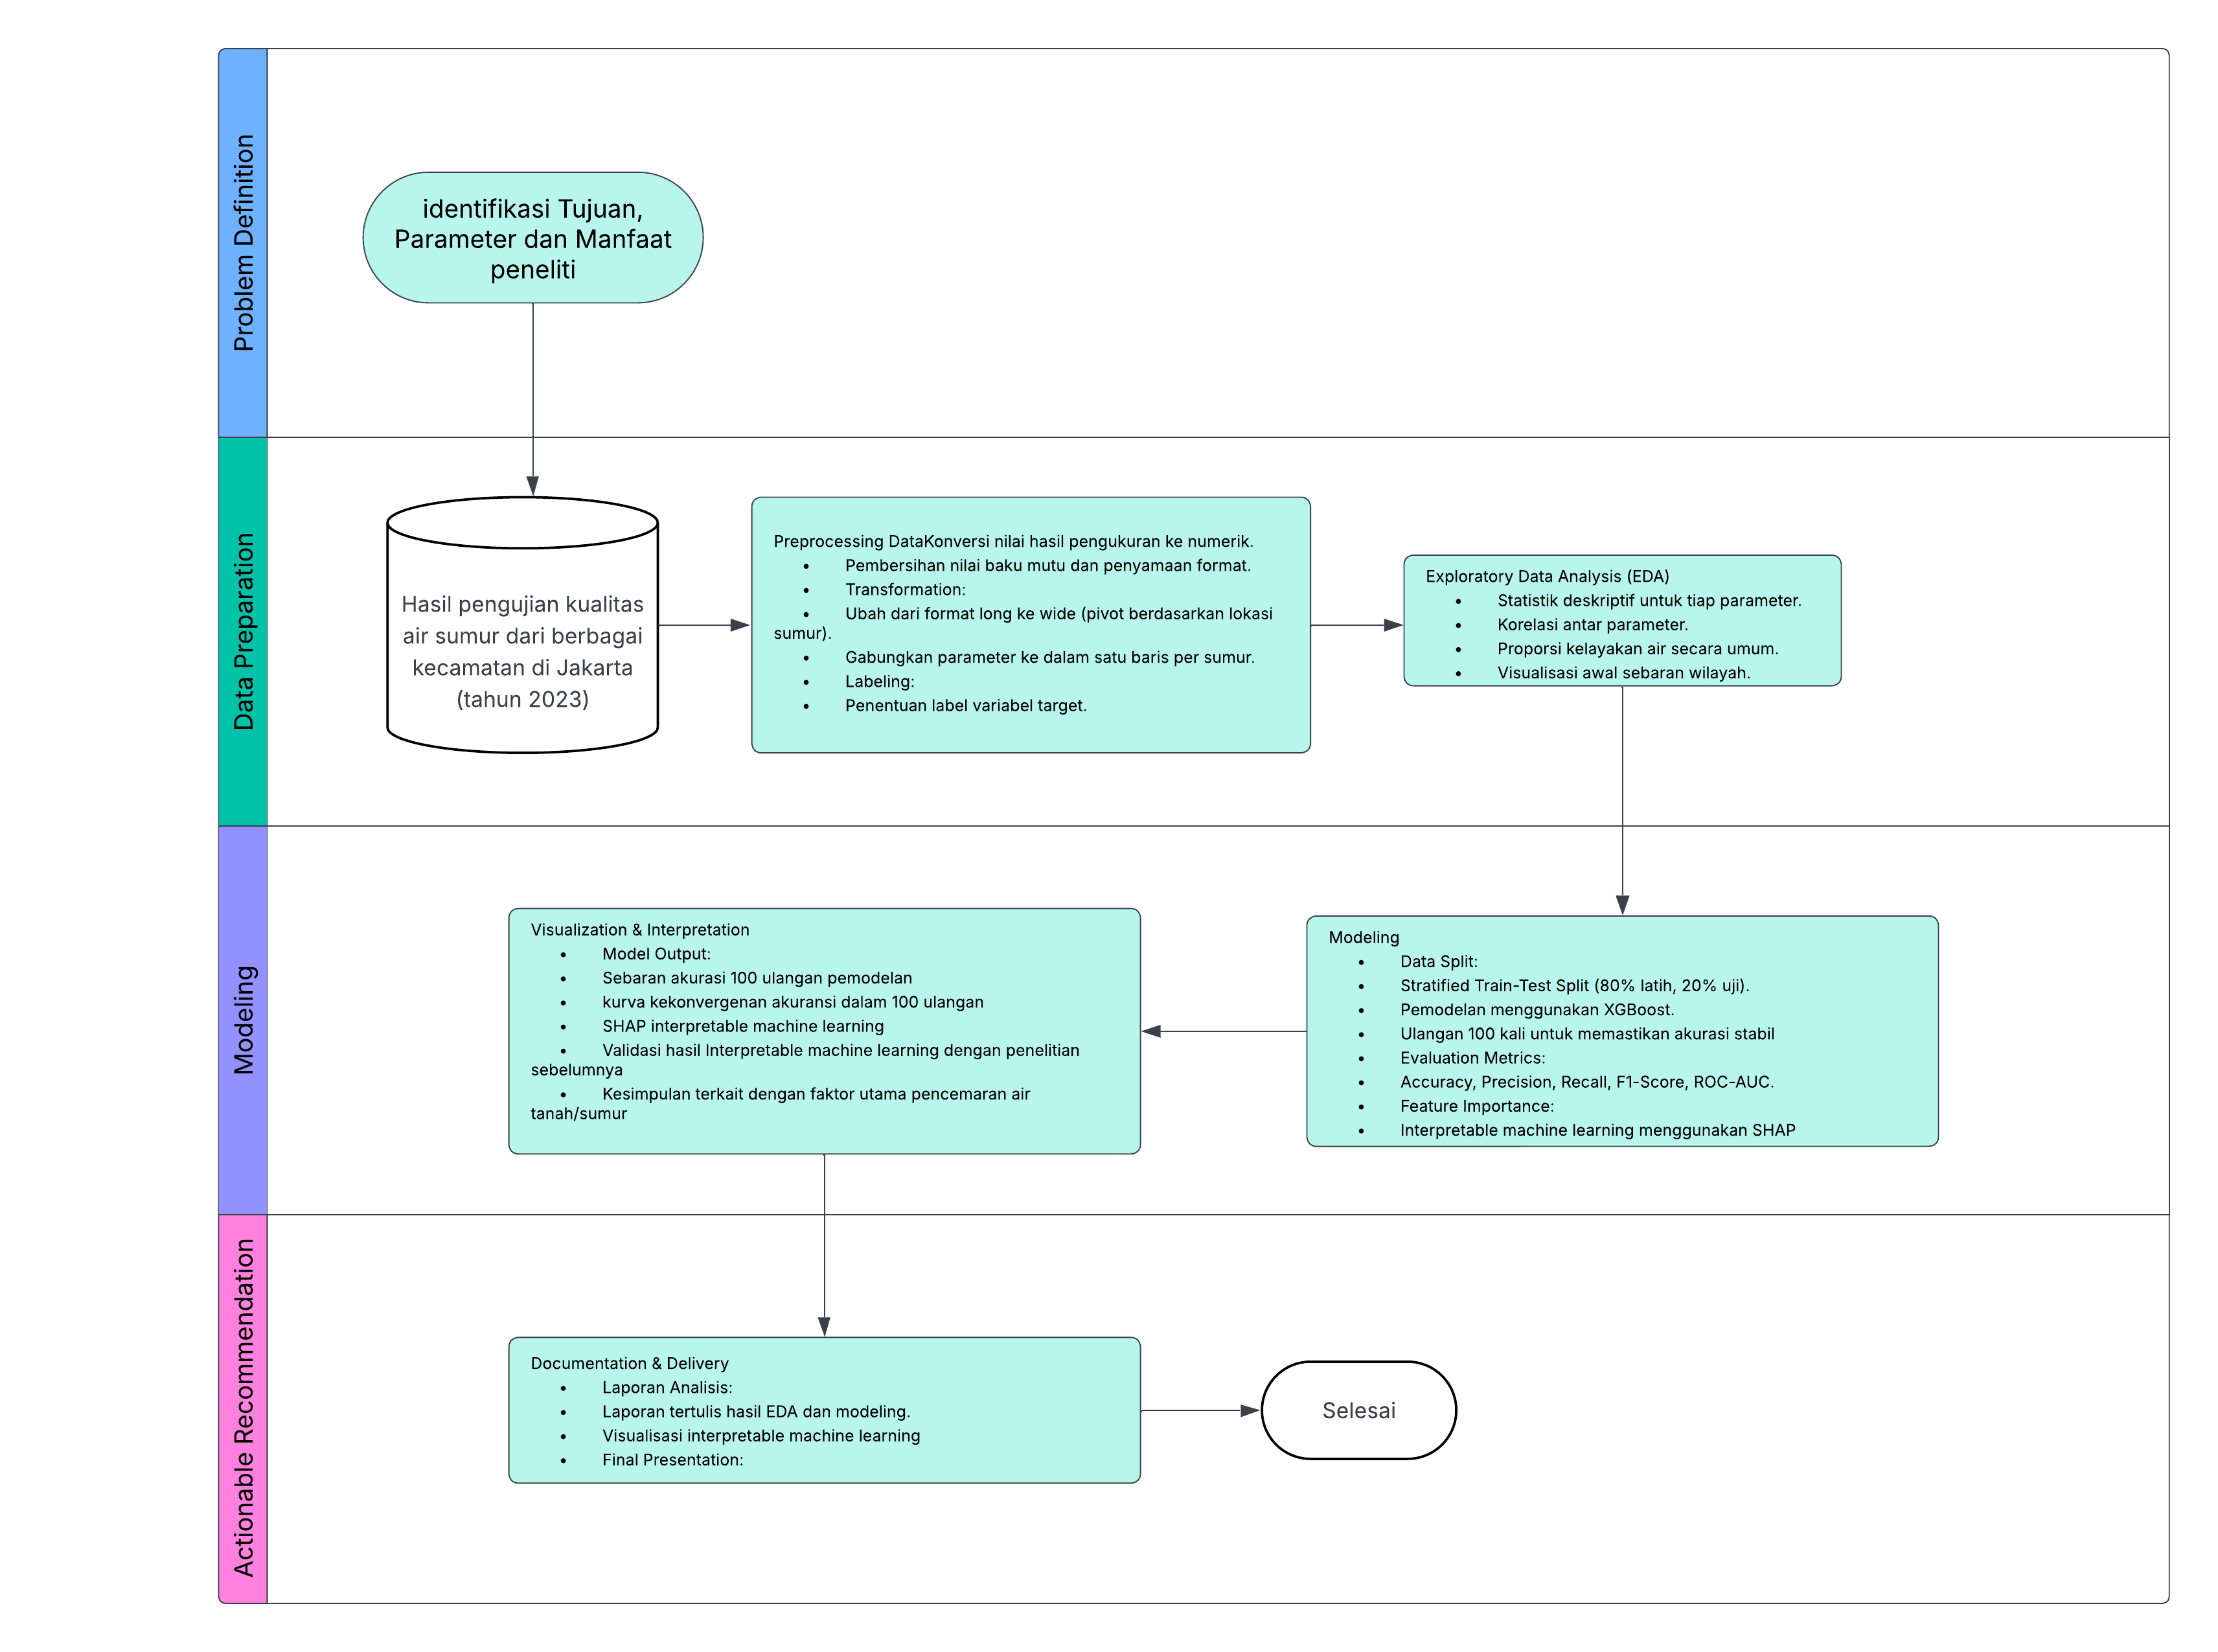 Problem Definition
identifikasi Tujuan,
Parameter dan Manfaat
peneliti
Data Preparation
Hasil pengujian kualitas
air sumur dari berbagai
kecamatan di Jakarta
(tahun 2023)
Preprocessing DataKonversi nilai hasil pengukuran ke numerik.
• Pembersihan nilai baku mutu dan penyamaan format.
• Transformation:
• Ubah dari format long ke wide (pivot berdasarkan lokasi
sumur).
• Gabungkan parameter ke dalam satu baris per sumur.
• Labeling:
• Penentuan label variabel target.
Exploratory Data Analysis (EDA)
• Statistik deskriptif untuk tiap parameter.
• Korelasi antar parameter.
• Proporsi kelayakan air secara umum.
• Visualisasi awal sebaran wilayah.
Modeling
Modeling
• Data Split:
• Stratified Train-Test Split (80% latih, 20% uji).
• Pemodelan menggunakan XGBoost.
• Ulangan 100 kali untuk memastikan akurasi stabil
• Evaluation Metrics:
• Accuracy, Precision, Recall, F1-Score, ROC-AUC.
• Feature Importance:
• Interpretable machine learning menggunakan SHAP
Visualization & Interpretation
• Model Output:
• Sebaran akurasi 100 ulangan pemodelan
• kurva kekonvergenan akuransi dalam 100 ulangan
• SHAP interpretable machine learning
• Validasi hasil Interpretable machine learning dengan penelitian
sebelumnya
• Kesimpulan terkait dengan faktor utama pencemaran air
tanah/sumur
Actionable Recommendation
Documentation & Delivery
• Laporan Analisis:
• Laporan tertulis hasil EDA dan modeling.
• Visualisasi interpretable machine learning
• Final Presentation:
Selesai